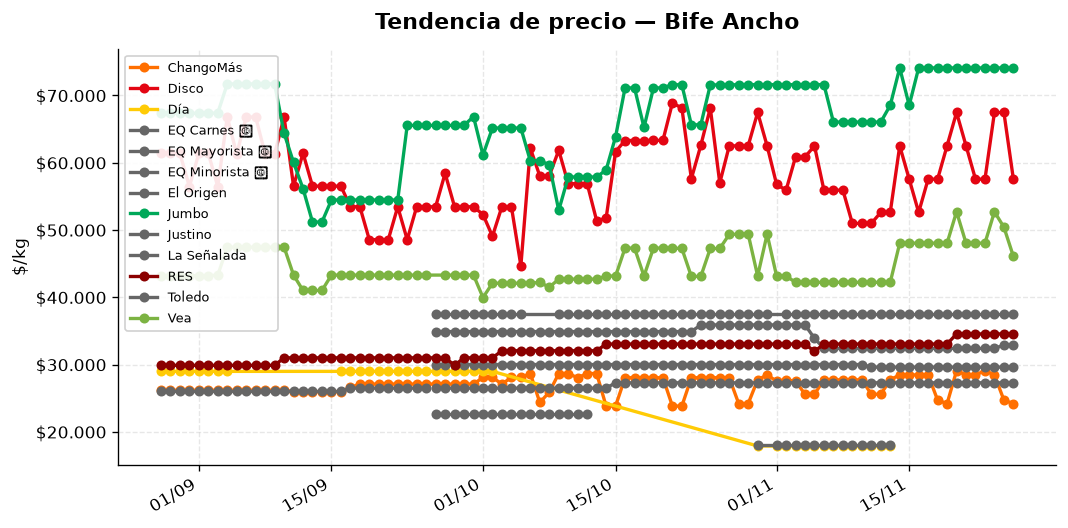 Tendencia de precio — Bife Ancho
$/kg
$70.000
$60.000
$50.000
$40.000
$30.000
$20.000
ChangoMás
Disco
Día
EQ Carnes
EQ Mayorista
EQ Minorista
El Origen
Jumbo
Justino
La Señalada
RES
Toledo
Vea
01/09
15/09
01/10
15/10
01/11
15/11